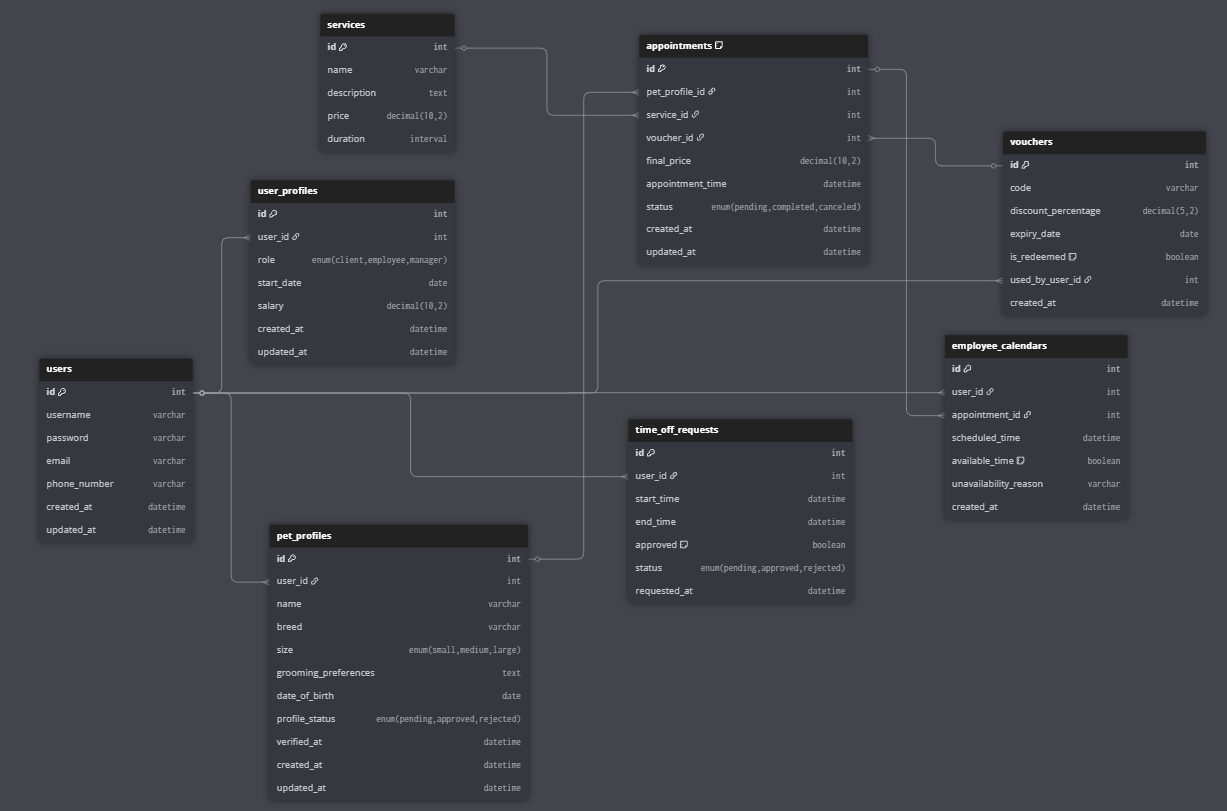 services
id int
name varchar
description text
price decimal(10,2)
duration interval
appointments
id int
pet_profile_id int
service_id int
voucher_id int
final_price decimal(10,2)
appointment_time datetime
status enum(pending,completed,canceled)
created_at datetime
updated_at datetime
vouchers
id int
code varchar
discount_percentage decimal(5,2)
expiry_date date
is_redeemed boolean
used_by_user_id int
created_at datetime
user_profiles
id int
user_id int
role enum(client,employee,manager)
start_date date
salary decimal(10,2)
created_at datetime
updated_at datetime
employee_calendars
id int
user_id int
appointment_id int
scheduled_time datetime
available_time boolean
unavailability_reason varchar
created_at datetime
users
id int
username varchar
password varchar
email varchar
phone_number varchar
created_at datetime
updated_at datetime
time_off_requests
id int
user_id int
start_time datetime
end_time datetime
approved boolean
status enum(pending,approved,rejected)
requested_at datetime
pet_profiles
id int
user_id int
name varchar
breed varchar
size enum(small,medium,large)
grooming_preferences text
date_of_birth date
profile_status enum(pending,approved,rejected)
verified_at datetime
created_at datetime
updated_at datetime